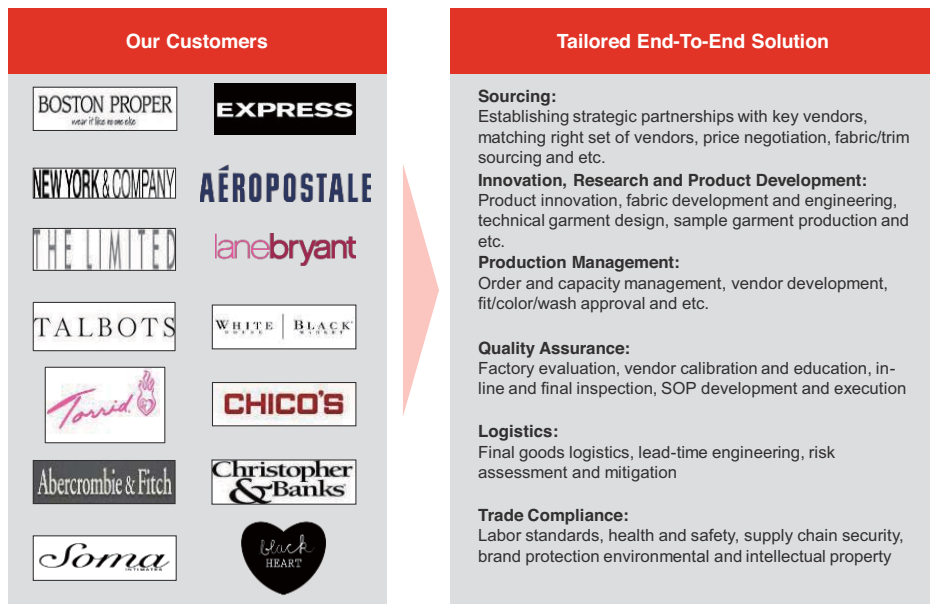 Our Customers
BOSTON PROPER
wear it like no one else
EXPRESS
NEW YORK & COMPANY
AÉROPOSTALE
THE LIMITED
lanebryant
TALBOTS
WHITE HOUSE | BLACK MARKET
Torrid
CHICO'S
Abercrombie & Fitch
Christopher
& Banks
Soma
INTIMATES
black
HEART
Tailored End-To-End Solution
Sourcing:
Establishing strategic partnerships with key vendors,
matching right set of vendors, price negotiation, fabric/trim
sourcing and etc.
Innovation, Research and Product Development:
Product innovation, fabric development and engineering,
technical garment design, sample garment production and
etc.
Production Management:
Order and capacity management, vendor development,
fit/color/wash approval and etc.
Quality Assurance:
Factory evaluation, vendor calibration and education, in-
line and final inspection, SOP development and execution
Logistics:
Final goods logistics, lead-time engineering, risk
assessment and mitigation
Trade Compliance:
Labor standards, health and safety, supply chain security,
brand protection environmental and intellectual property